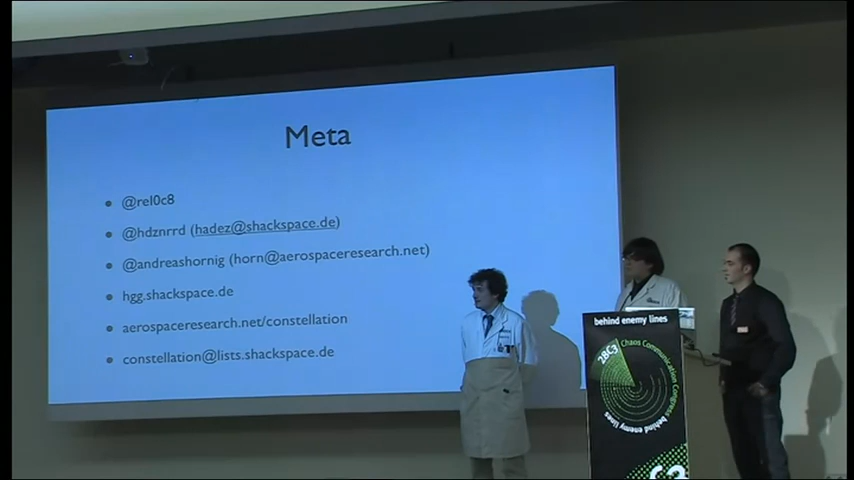 Meta
@rel0c8
@hdznrrd (hadez@shackspace.de)
@andreashornig (horn@aerospaceresearch.net)
hgg.shackspace.de
aerospaceresearch.net/constellation
constellation@lists.shackspace.de
behind enemy lines
28C3 Chaos Communication Congress behind enemy lines
C3